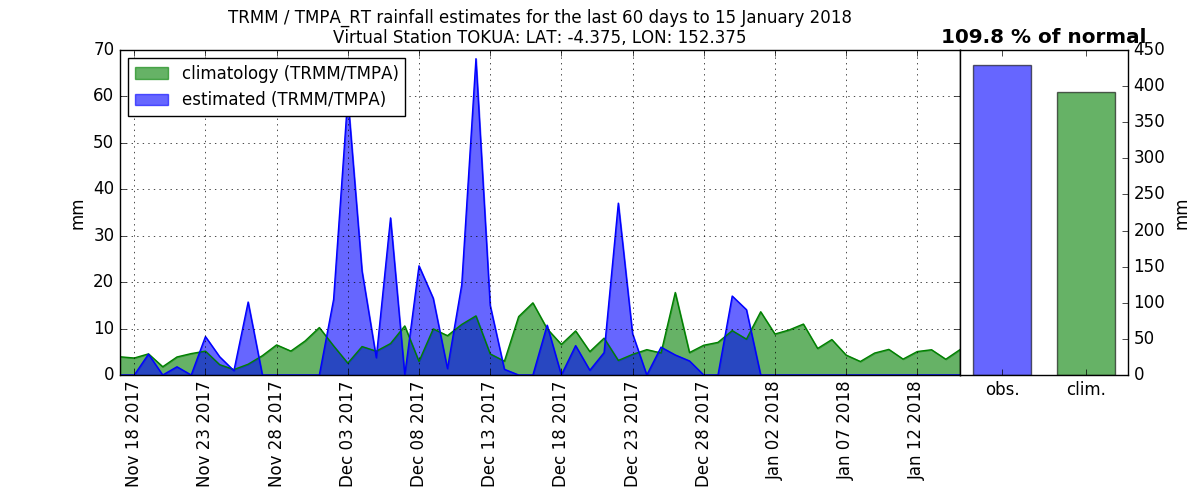 TRMM / TMPA_RT rainfall estimates for the last 60 days to 15 January 2018
Virtual Station TOKUA: LAT: -4.375, LON: 152.375
109.8 % of normal
climatology (TRMM/TMPA)
estimated (TRMM/TMPA)
70
60
50
40
30
20
10
0
mm
Nov 18 2017
Nov 23 2017
Nov 28 2017
Dec 03 2017
Dec 08 2017
Dec 13 2017
Dec 18 2017
Dec 23 2017
Dec 28 2017
Jan 02 2018
Jan 07 2018
Jan 12 2018
450
400
350
300
250
200
150
100
50
0
mm
obs.
clim.